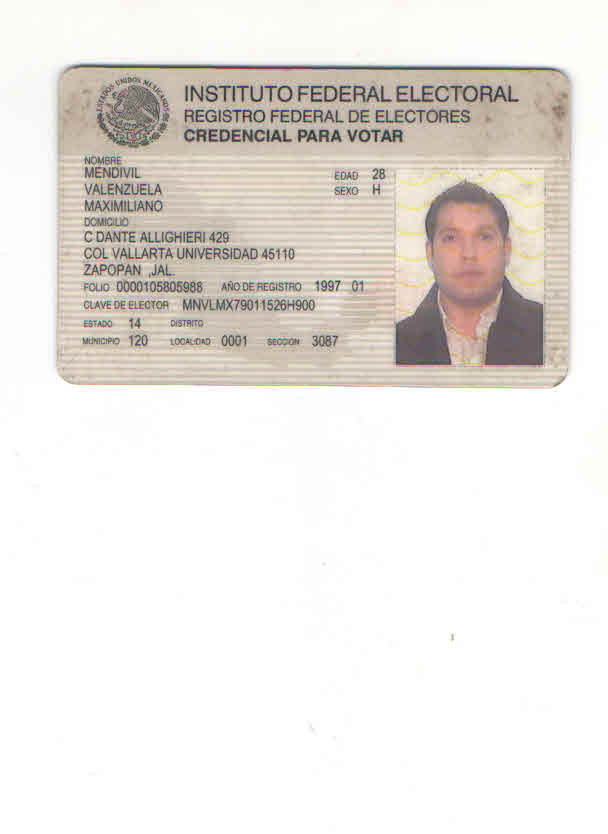 ESTADOS UNIDOS MEXICANOS
INSTITUTO FEDERAL ELECTORAL
REGISTRO FEDERAL DE ELECTORES
CREDENCIAL PARA VOTAR
NOMBRE
MENDIVIL
VALENZUELA
MAXIMILIANO
EDAD 28
SEXO H
DOMICILIO
C DANTE ALLIGHIERI 429
COL VALLARTA UNIVERSIDAD 45110
ZAPOPAN ,JAL.
FOLIO 0000105805988 AÑO DE REGISTRO 1997 01
CLAVE DE ELECTOR MNVLMX79011526H900
ESTADO 14 DISTRITO
MUNICIPIO 120 LOCALIDAD 0001 SECCION 3087